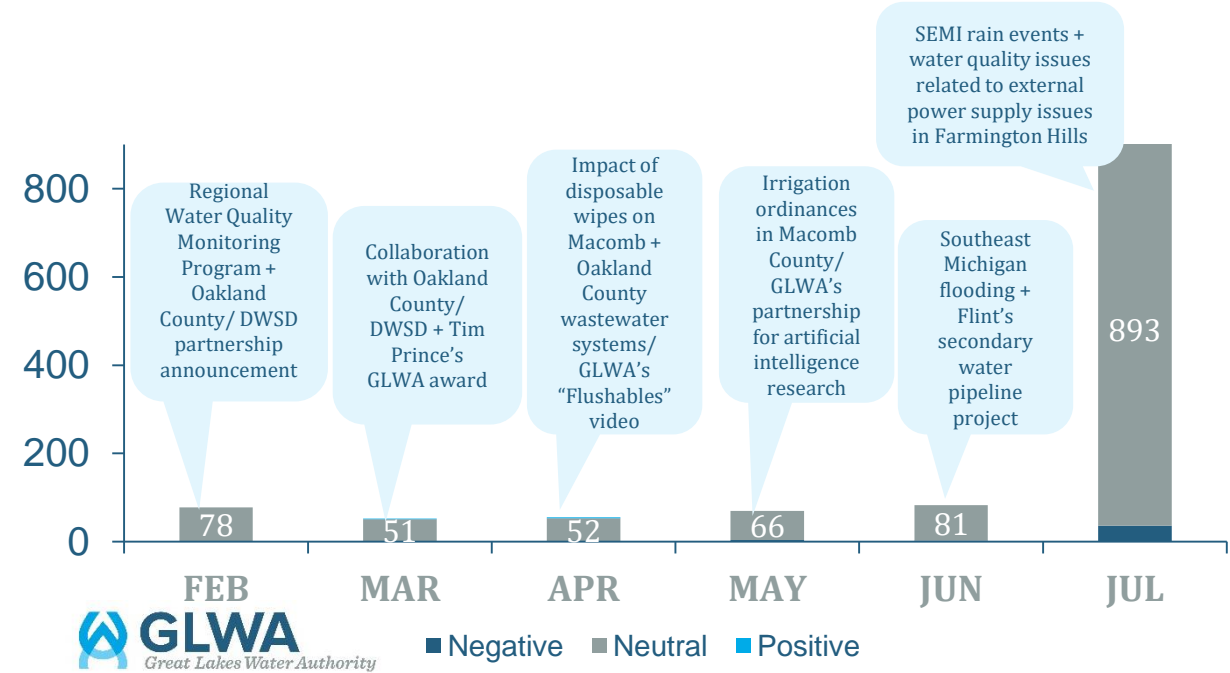 SEMI rain events +
water quality issues
related to external
power supply issues
in Farmington Hills
Regional
Water Quality
Monitoring
Program +
Oakland
County/ DWSD
partnership
announcement
Collaboration
with Oakland
County/
DWSD + Tim
Prince’s
GLWA award
Impact of
disposable
wipes on
Macomb +
Oakland
County
wastewater
systems/
GLWA’s
“Flushables”
video
Irrigation
ordinances
in Macomb
County/
GLWA’s
partnership
for artificial
intelligence
research
Southeast
Michigan
flooding +
Flint’s
secondary
water
pipeline
project
800
600
400
200
0
78
51
52
66
81
893
FEB MAR APR MAY JUN JUL
GLWA
Great Lakes Water Authority
Negative Neutral Positive